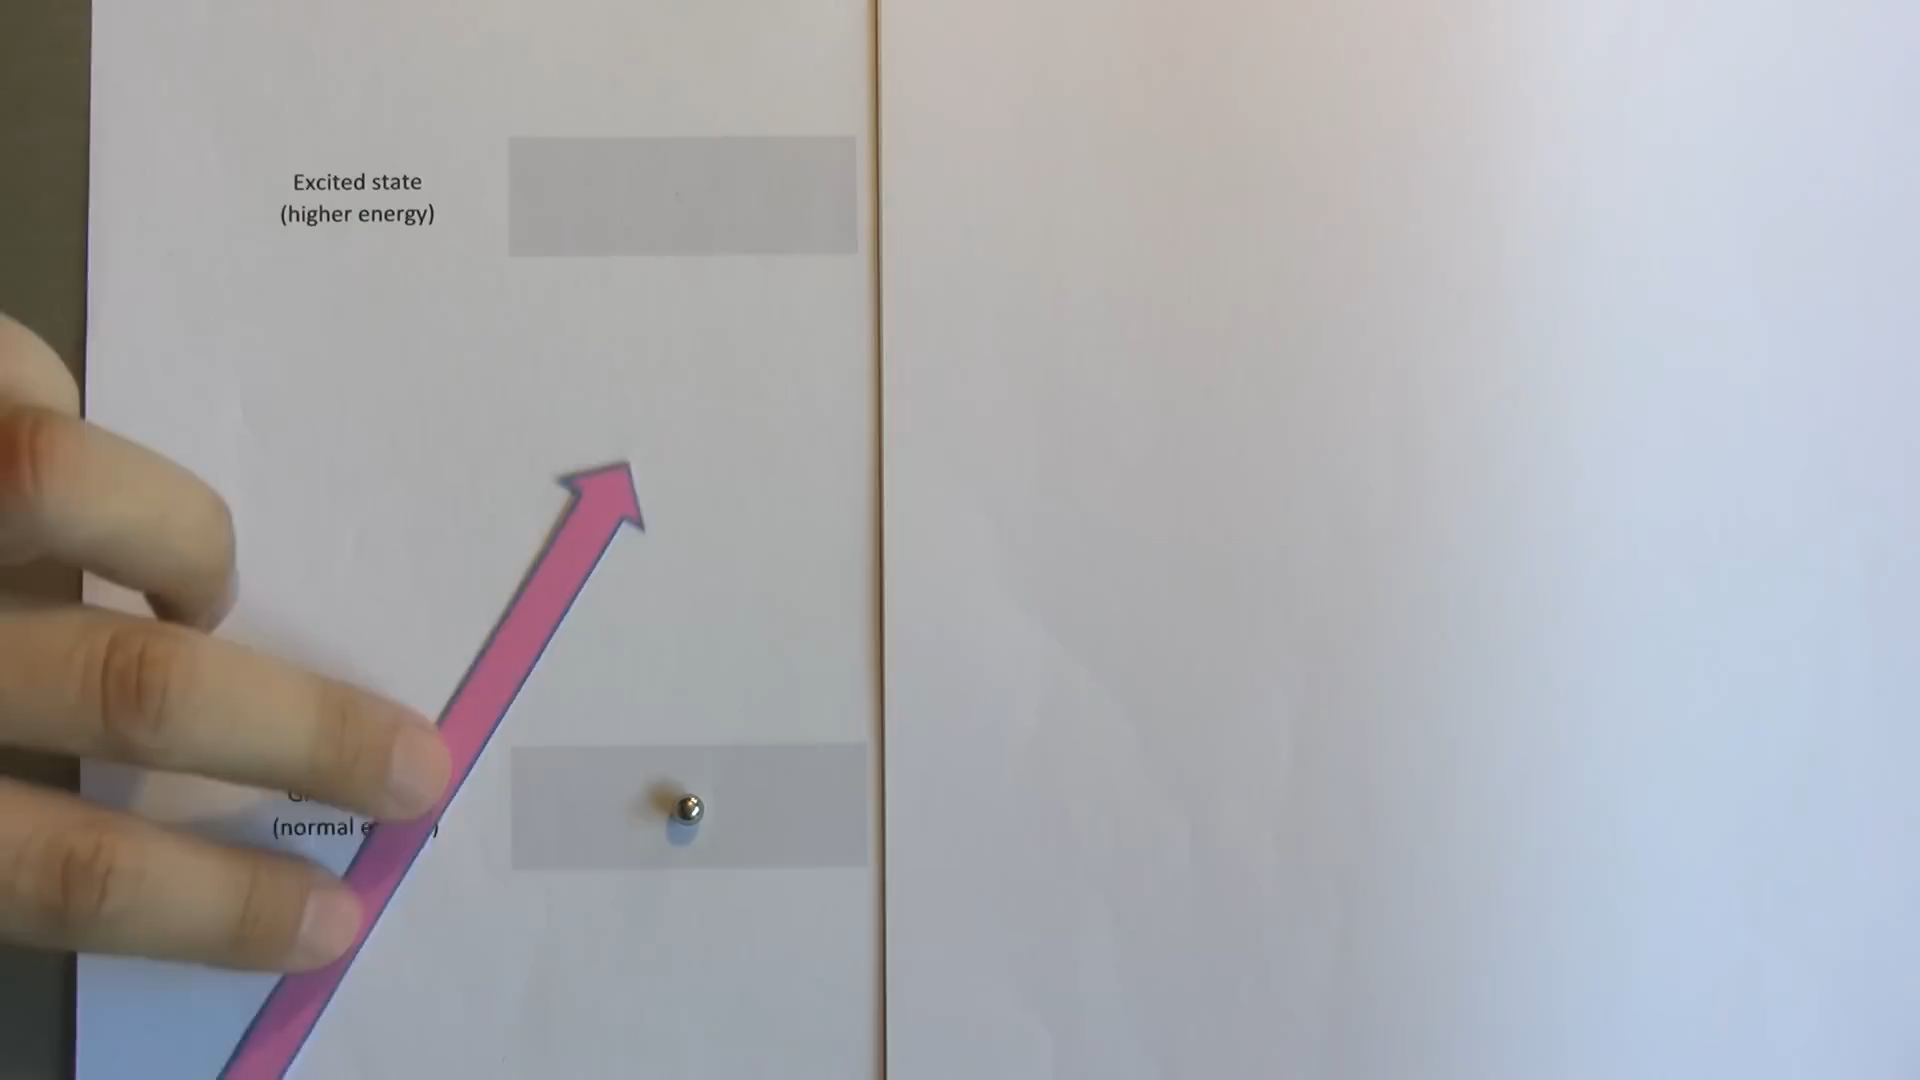 Excited state
(higher energy)
(normal